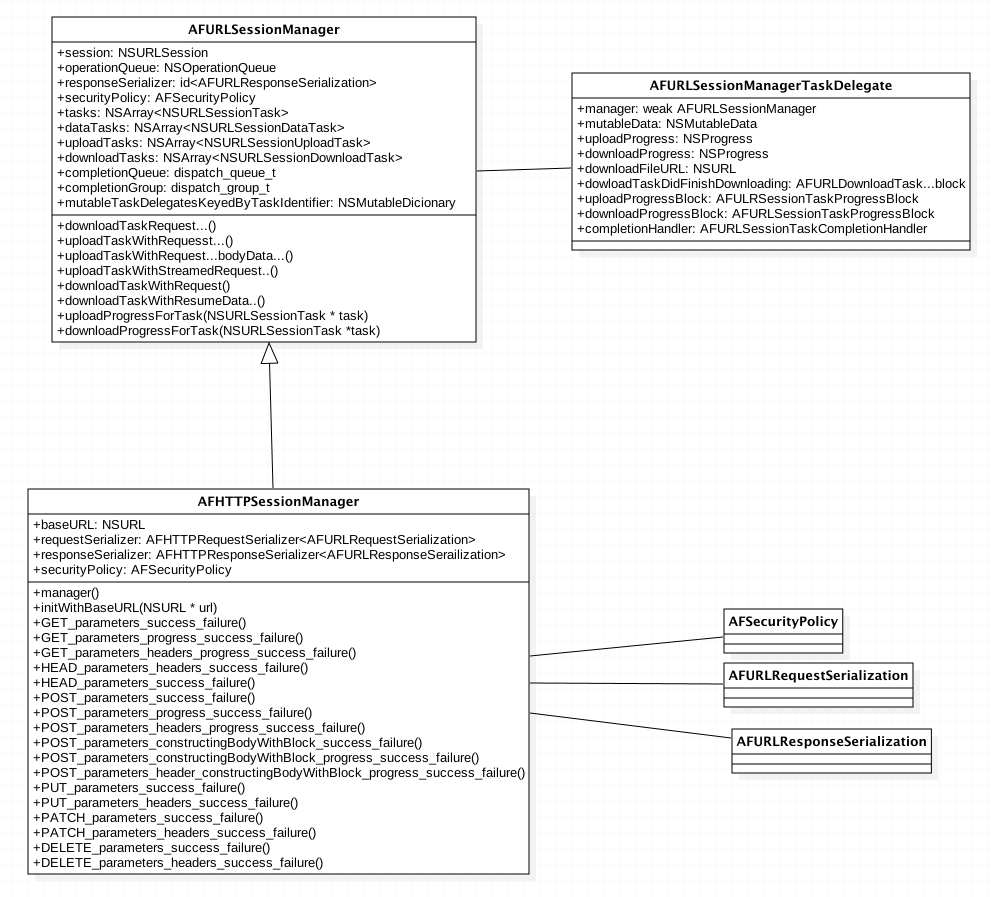 AFURLSessionManager
+session: NSURLSession
+operationQueue: NSOperationQueue
+responseSerializer: id<AFURLResponseSerialization>
+securityPolicy: AFSecurityPolicy
+tasks: NSArray<NSURLSessionTask>
+dataTasks: NSArray<NSURLSessionDataTask>
+uploadTasks: NSArray<NSURLSessionUploadTask>
+downloadTasks: NSArray<NSURLSessionDownloadTask>
+completionQueue: dispatch_queue_t
+completionGroup: dispatch_group_t
+mutableTaskDelegatesKeyedByTaskIdentifier: NSMutableDicionary
+downloadTaskRequest...()
+uploadTaskWithRequesst...()
+uploadTaskWithRequest...bodyData...()
+uploadTaskWithStreamedRequest..()
+downloadTaskWithRequest()
+downloadTaskWithResumeData..()
+uploadProgressForTask(NSURLSessionTask * task)
+downloadProgressForTask(NSURLSessionTask *task)
AFURLSessionManagerTaskDelegate
+manager: weak AFURLSessionManager
+mutableData: NSMutableData
+uploadProgress: NSProgress
+downloadProgress: NSProgress
+downloadFileURL: NSURL
+dowloadTaskDidFinishDownloading: AFURLDownloadTask...block
+uploadProgressBlock: AFULRSessionTaskProgressBlock
+downloadProgressBlock: AFURLSessionTaskProgressBlock
+completionHandler: AFURLSessionTaskCompletionHandler
AFHTTPSessionManager
+baseURL: NSURL
+requestSerializer: AFHTTPRequestSerializer<AFURLRequestSerialization>
+responseSerializer: AFHTTPResponseSerializer<AFURLResponseSerailization>
+securityPolicy: AFSecurityPolicy
+manager()
+initWithBaseURL(NSURL * url)
+GET_parameters_success_failure()
+GET_parameters_progress_success_failure()
+GET_parameters_headers_progress_success_failure()
+HEAD_parameters_headers_success_failure()
+HEAD_parameters_success_failure()
+POST_parameters_success_failure()
+POST_parameters_progress_success_failure()
+POST_parameters_headers_progress_success_failure()
+POST_parameters_constructingBodyWithBlock_success_failure()
+POST_parameters_constructingBodyWithBlock_progress_success_failure()
+POST_parameters_header_constructingBodyWithBlock_progress_success_failure()
+PUT_parameters_success_failure()
+PUT_parameters_headers_success_failure()
+PATCH_parameters_success_failure()
+PATCH_parameters_headers_success_failure()
+DELETE_parameters_success_failure()
+DELETE_parameters_headers_success_failure()
AFSecurityPolicy
AFURLRequestSerialization
AFURLResponseSerialization